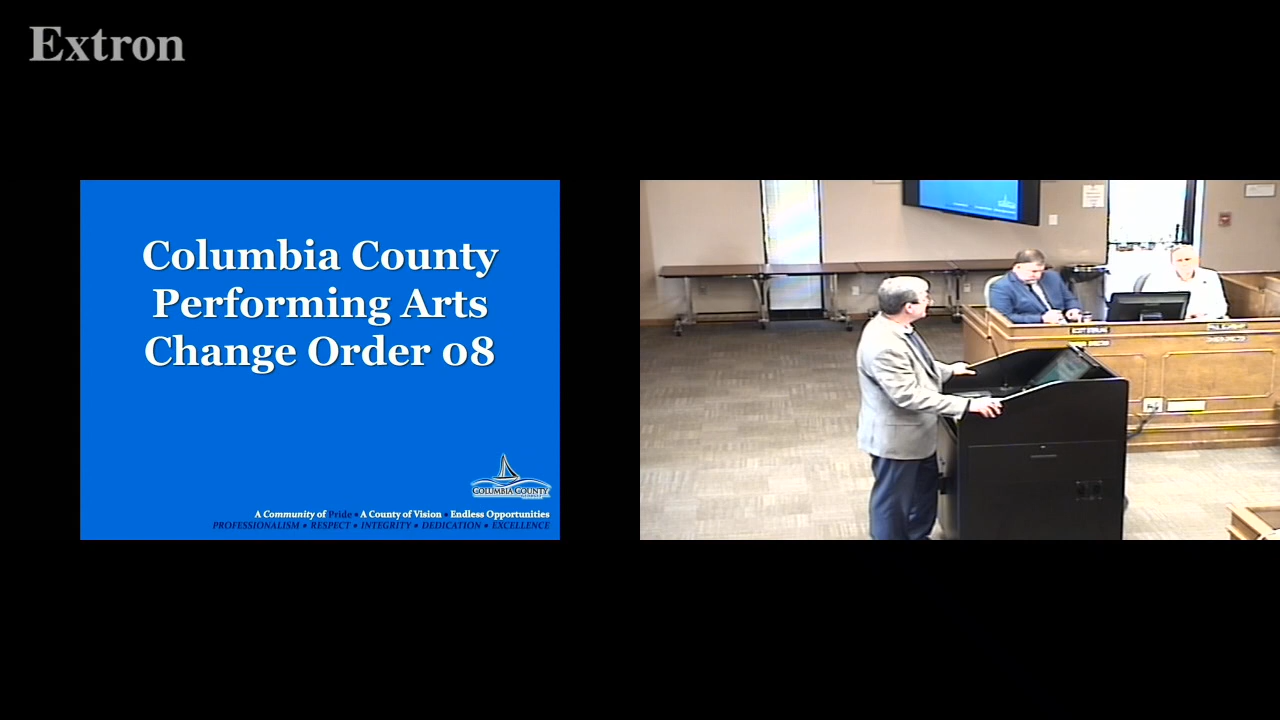 Extron
Columbia County
Performing Arts
Change Order 08
COLUMBIA COUNTY
A Community of Pride • A County of Vision • Endless Opportunities
PROFESSIONALISM • RESPECT • INTEGRITY • DEDICATION • EXCELLENCE